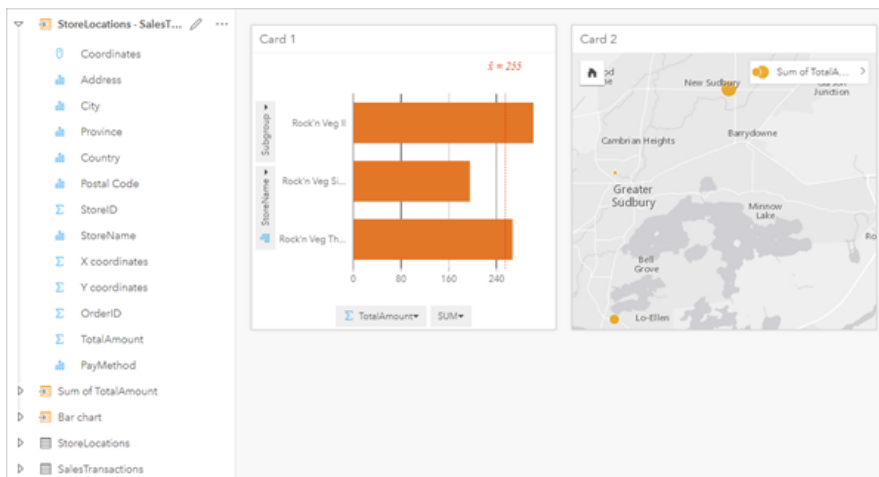 StoreLocations - SalesT...
Coordinates
Address
City
Province
Country
Postal Code
StoreID
StoreName
X coordinates
Y coordinates
OrderID
TotalAmount
PayMethod
Sum of TotalAmount
Bar chart
StoreLocations
SalesTransactions
Card 1
x̄ = 255
Subgroup
StoreName
Rock'n Veg II
Rock'n Veg Si...
Rock'n Veg Th...
0 80 160 240
TotalAmount
SUM
Card 2
Sum of TotalA...
New Sudbury
Junction
Cambrian Heights
Barrydowne
Greater
Sudbury
Minnow
Lake
Bell
Grove
Lo-Ellen